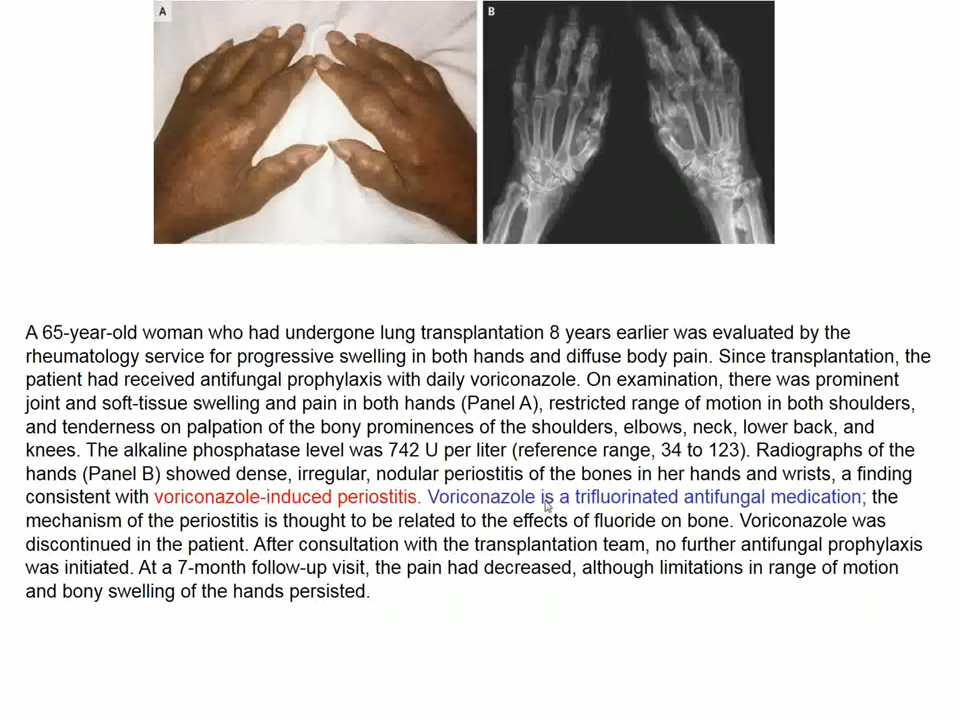 A
B
A 65-year-old woman who had undergone lung transplantation 8 years earlier was evaluated by the
rheumatology service for progressive swelling in both hands and diffuse body pain. Since transplantation, the
patient had received antifungal prophylaxis with daily voriconazole. On examination, there was prominent
joint and soft-tissue swelling and pain in both hands (Panel A), restricted range of motion in both shoulders,
and tenderness on palpation of the bony prominences of the shoulders, elbows, neck, lower back, and
knees. The alkaline phosphatase level was 742 U per liter (reference range, 34 to 123). Radiographs of the
hands (Panel B) showed dense, irregular, nodular periostitis of the bones in her hands and wrists, a finding
consistent with voriconazole-induced periostitis. Voriconazole is a trifluorinated antifungal medication; the
mechanism of the periostitis is thought to be related to the effects of fluoride on bone. Voriconazole was
discontinued in the patient. After consultation with the transplantation team, no further antifungal prophylaxis
was initiated. At a 7-month follow-up visit, the pain had decreased, although limitations in range of motion
and bony swelling of the hands persisted.